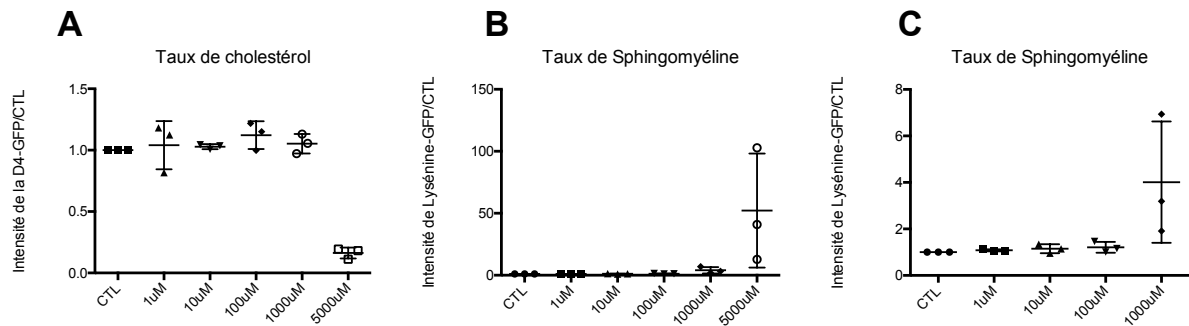 A
Taux de cholestérol
Intensité de la D4-GFP/CTL
1.5
1.0
0.5
0.0
CTL
1uM
10uM
100uM
1000uM
5000uM
B
Taux de Sphingomyéline
Intensité de Lysénine-GFP/CTL
150
100
50
0
CTL
1uM
10uM
100uM
1000uM
5000uM
C
Taux de Sphingomyéline
Intensité de Lysénine-GFP/CTL
8
6
4
2
0
CTL
1uM
10uM
100uM
1000uM